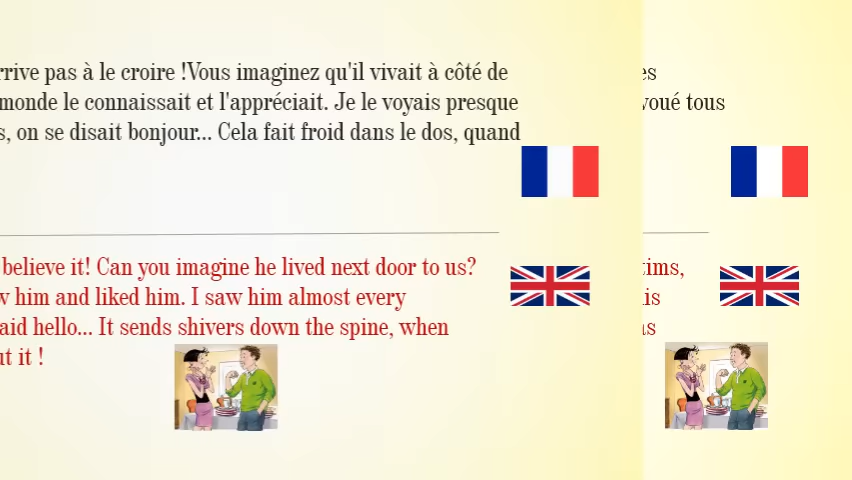 rrive pas à le croire !Vous imaginez qu'il vivait à côté de
monde le connaissait et l'appréciait. Je le voyais presque
s, on se disait bonjour... Cela fait froid dans le dos, quand
es
voué tous
believe it! Can you imagine he lived next door to us?
w him and liked him. I saw him almost every
aid hello... It sends shivers down the spine, when
ut it !
tims,
is
as